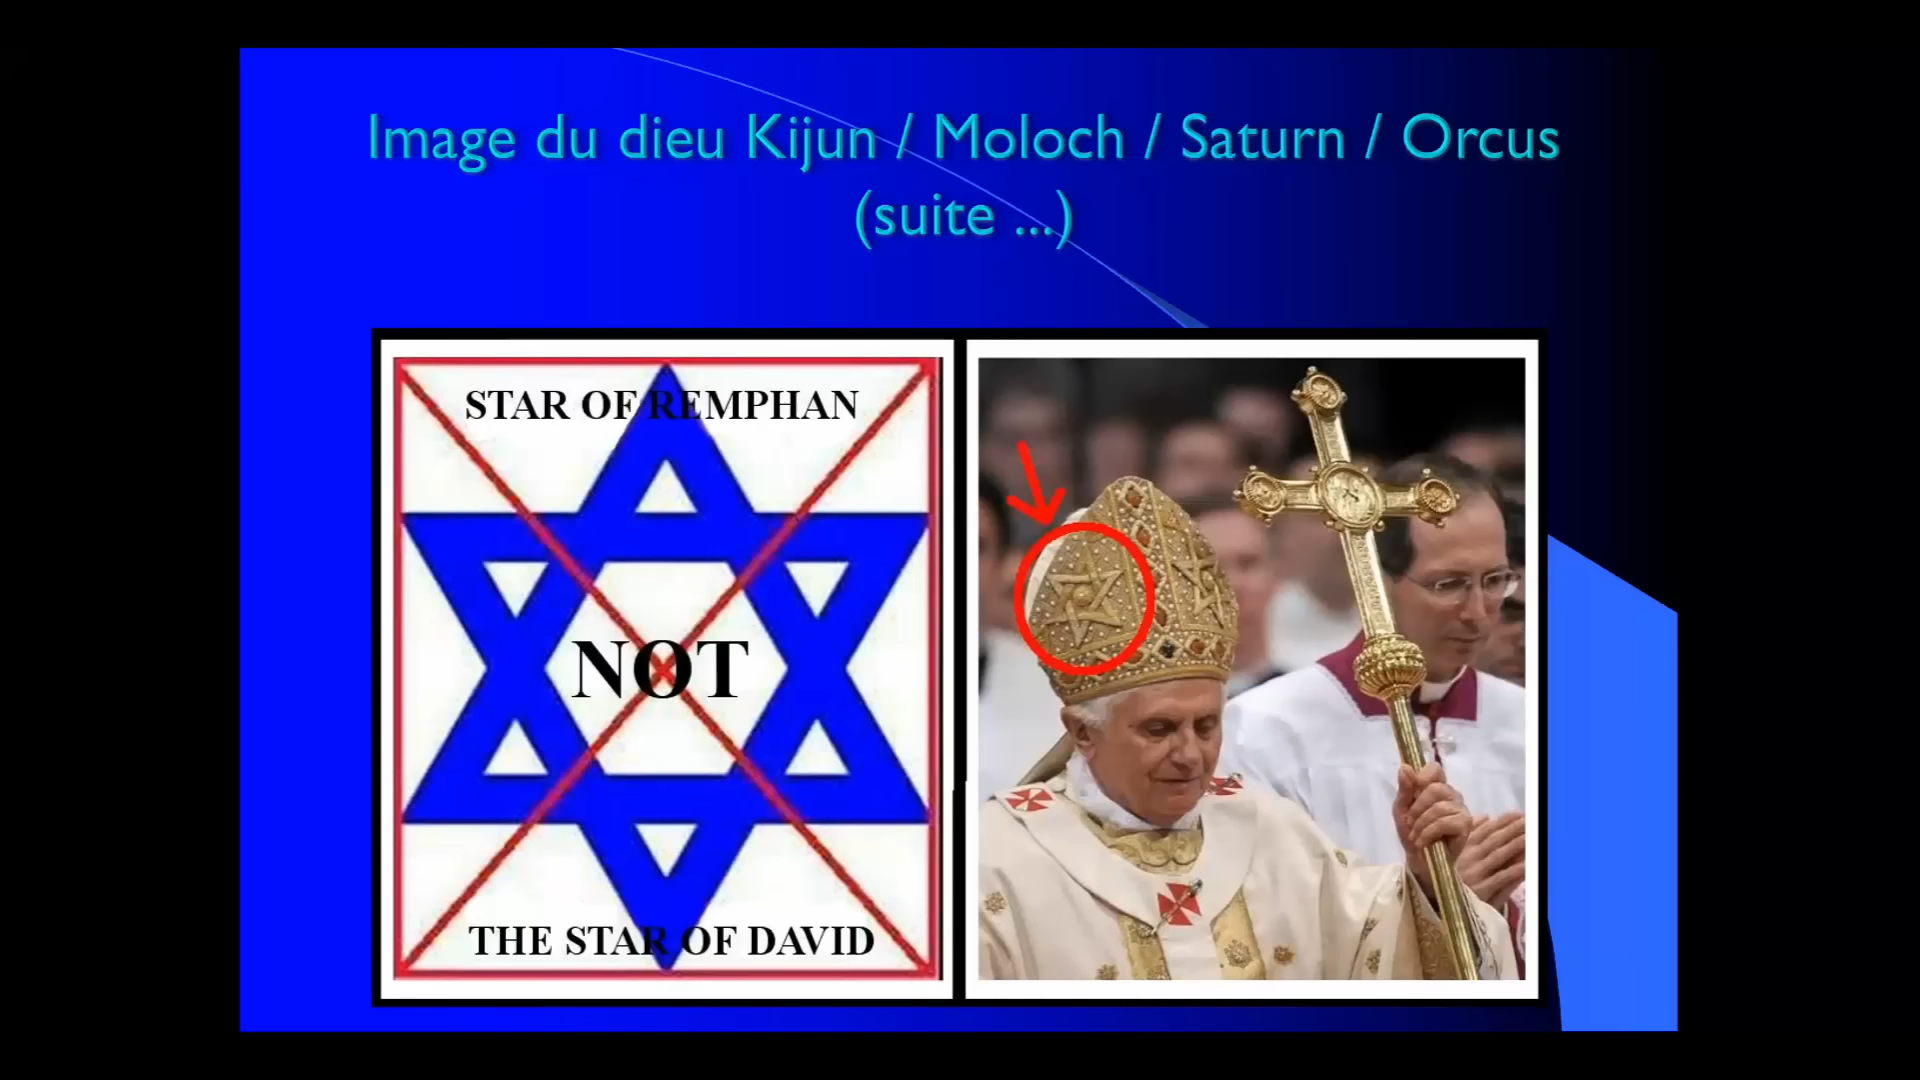 Image du dieu Kijun / Moloch / Saturn / Orcus
(suite ...)
STAR OF REMPHAN
NOT
THE STAR OF DAVID